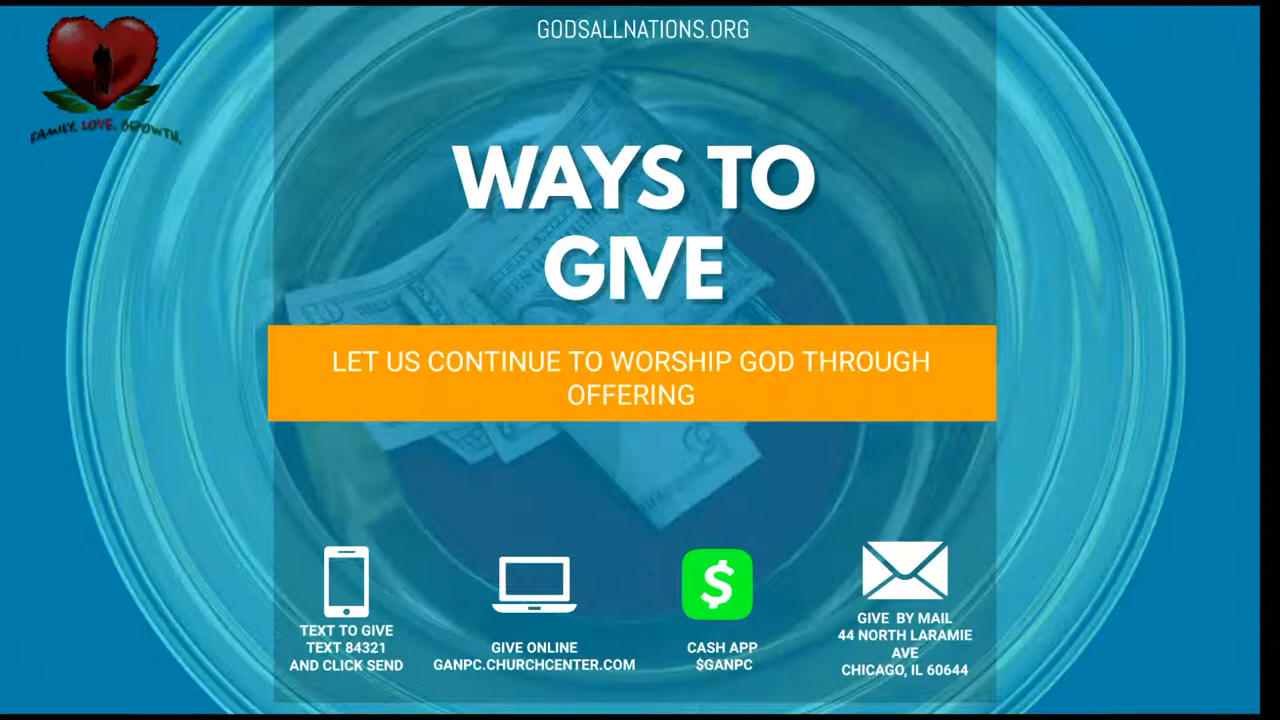 GODSALLNATIONS.ORG
FAMILY. LOVE. GROWTH.
WAYS TO
GIVE
LET US CONTINUE TO WORSHIP GOD THROUGH
OFFERING
TEXT TO GIVE
TEXT 84321
AND CLICK SEND
GIVE ONLINE
GANPC.CHURCHCENTER.COM
$
CASH APP
$GANPC
GIVE BY MAIL
44 NORTH LARAMIE
AVE
CHICAGO, IL 60644